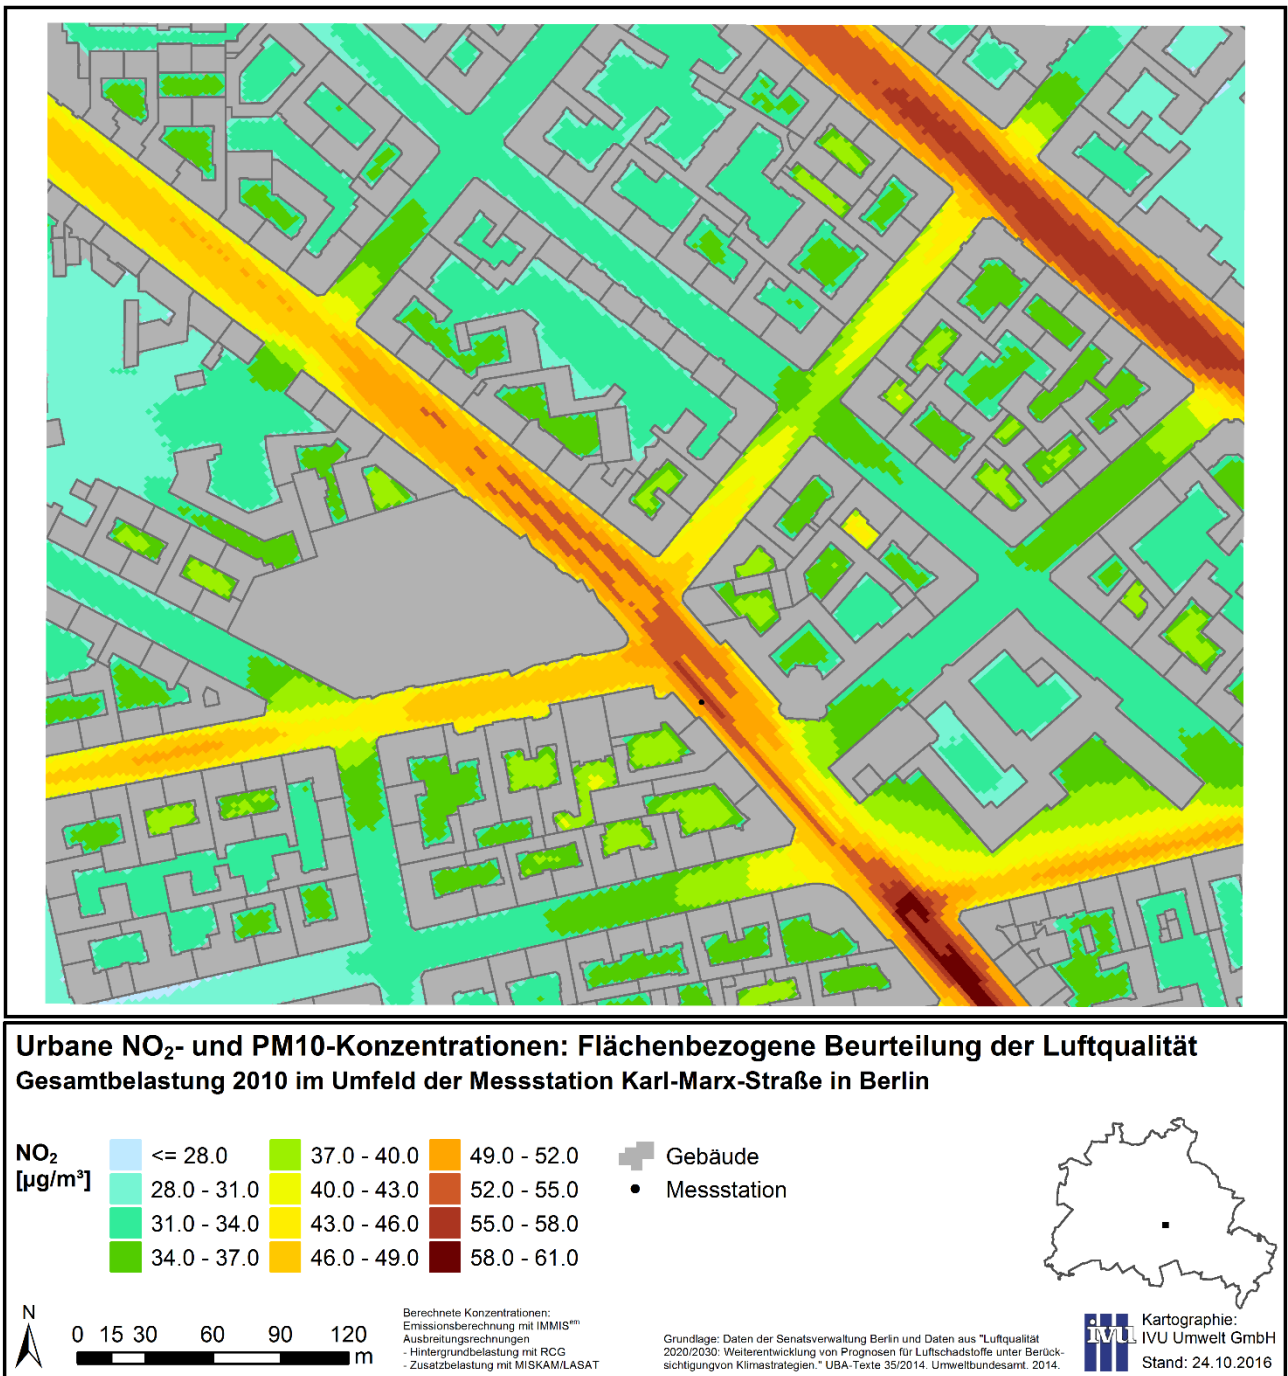 Urbane NO₂- und PM10-Konzentrationen: Flächenbezogene Beurteilung der Luftqualität
Gesamtbelastung 2010 im Umfeld der Messstation Karl-Marx-Straße in Berlin
NO₂
[µg/m³]
<= 28.0
28.0 - 31.0
31.0 - 34.0
34.0 - 37.0
37.0 - 40.0
40.0 - 43.0
43.0 - 46.0
46.0 - 49.0
49.0 - 52.0
52.0 - 55.0
55.0 - 58.0
58.0 - 61.0
Gebäude
Messstation
N
0 15 30 60 90 120
m
Berechnete Konzentrationen:
Emissionsberechnung mit IMMISᵉᵐ
Ausbreitungsrechnungen
- Hintergrundbelastung mit RCG
- Zusatzbelastung mit MISKAM/LASAT
Grundlage: Daten der Senatsverwaltung Berlin und Daten aus "Luftqualität
2020/2030: Weiterentwicklung von Prognosen für Luftschadstoffe unter Berück-
sichtigungvon Klimastrategien." UBA-Texte 35/2014. Umweltbundesamt. 2014.
ivu
Kartographie:
IVU Umwelt GmbH
Stand: 24.10.2016